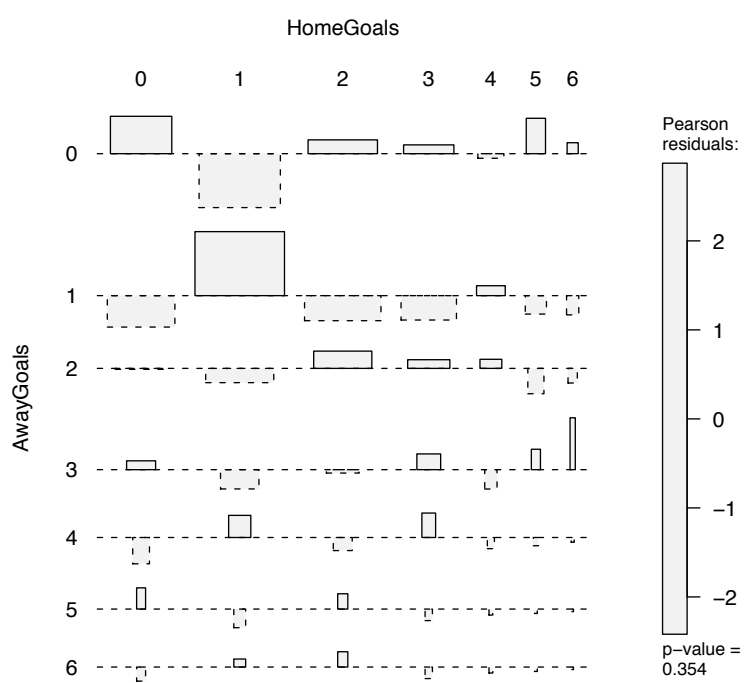 HomeGoals
0 1 2 3 4 5 6
Pearson
residuals:
0
2
1
1
2
0
AwayGoals
3
−1
4
−2
5
p−value =
0.354
6